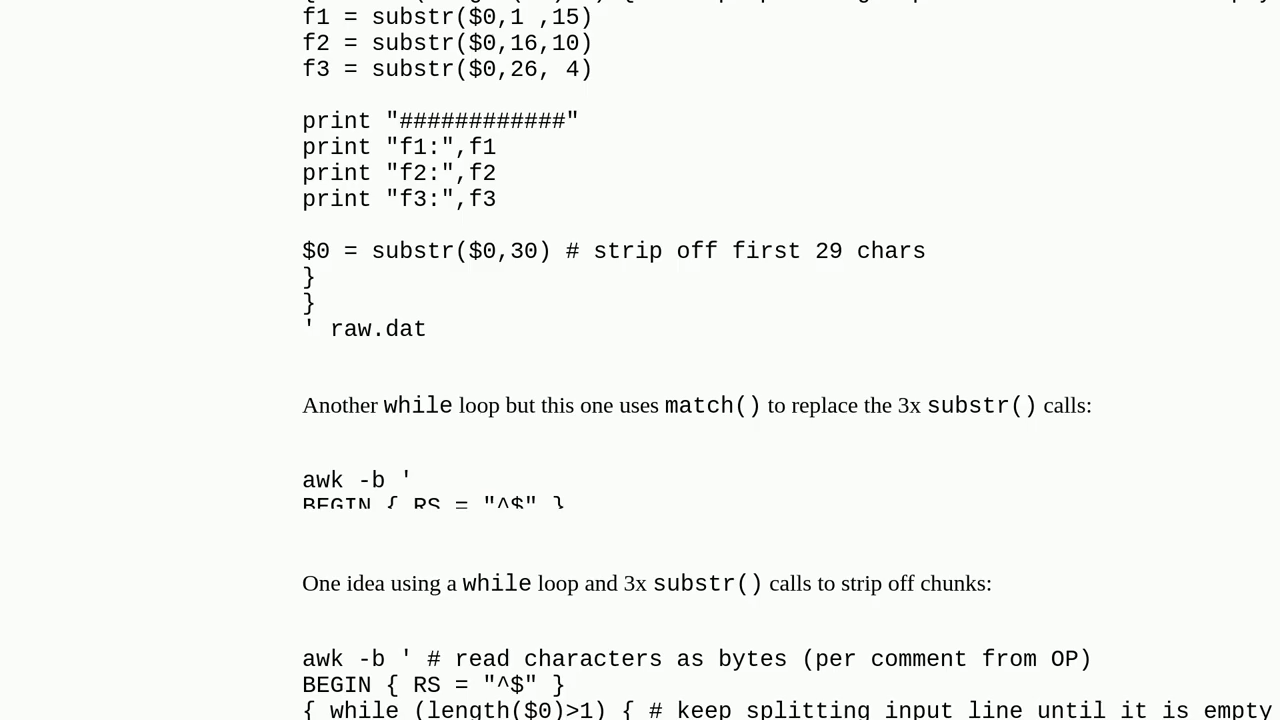 f1 = substr($0,1 ,15)
f2 = substr($0,16,10)
f3 = substr($0,26, 4)
print "############"
print "f1:",f1
print "f2:",f2
print "f3:",f3
$0 = substr($0,30) # strip off first 29 chars
}
}
' raw.dat
Another while loop but this one uses match() to replace the 3x substr() calls:
awk -b '
BEGIN { RS = "^$" }
One idea using a while loop and 3x substr() calls to strip off chunks:
awk -b ' # read characters as bytes (per comment from OP)
BEGIN { RS = "^$" }
{ while (length($0)>1) { # keep splitting input line until it is empty